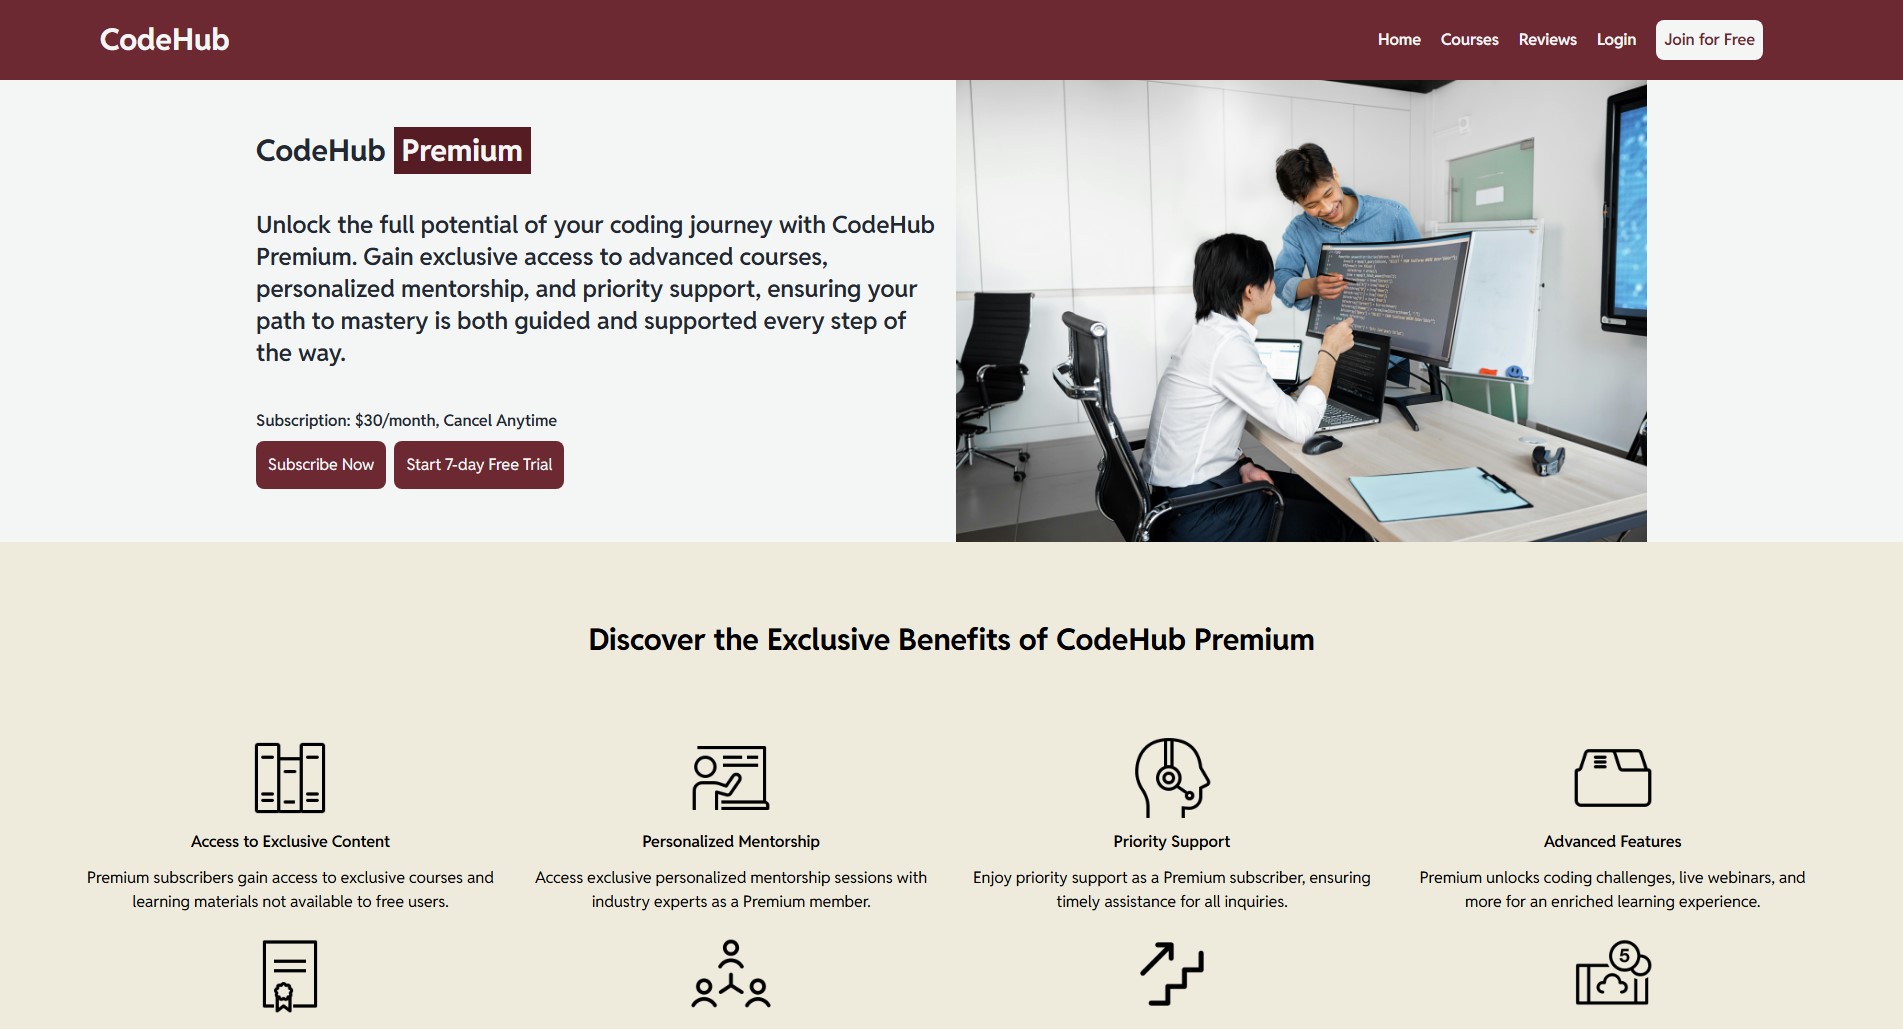 CodeHub
Home Courses Reviews Login Join for Free
CodeHub Premium
Unlock the full potential of your coding journey with CodeHub
Premium. Gain exclusive access to advanced courses,
personalized mentorship, and priority support, ensuring your
path to mastery is both guided and supported every step of
the way.
Subscription: $30/month, Cancel Anytime
Subscribe Now Start 7-day Free Trial
Discover the Exclusive Benefits of CodeHub Premium
Access to Exclusive Content
Premium subscribers gain access to exclusive courses and
learning materials not available to free users.
Personalized Mentorship
Access exclusive personalized mentorship sessions with
industry experts as a Premium member.
Priority Support
Enjoy priority support as a Premium subscriber, ensuring
timely assistance for all inquiries.
Advanced Features
Premium unlocks coding challenges, live webinars, and
more for an enriched learning experience.
5